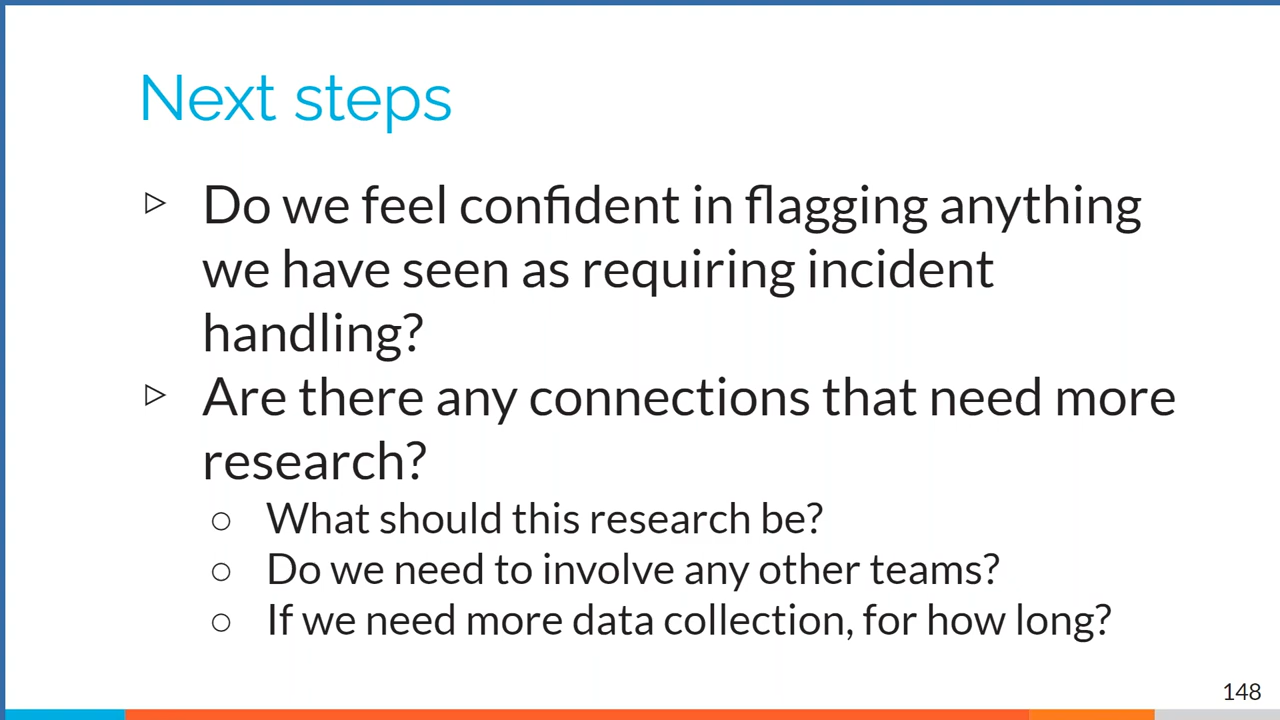 Next steps
▷ Do we feel confident in flagging anything
we have seen as requiring incident
handling?
▷ Are there any connections that need more
research?
○ What should this research be?
○ Do we need to involve any other teams?
○ If we need more data collection, for how long?
148